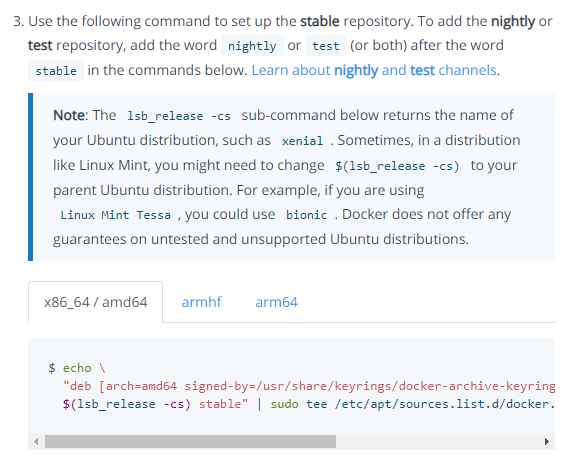 3. Use the following command to set up the stable repository. To add the nightly or
test repository, add the word nightly or test (or both) after the word
stable in the commands below. Learn about nightly and test channels.
Note: The lsb_release -cs sub-command below returns the name of
your Ubuntu distribution, such as xenial . Sometimes, in a distribution
like Linux Mint, you might need to change $(lsb_release -cs) to your
parent Ubuntu distribution. For example, if you are using
Linux Mint Tessa , you could use bionic . Docker does not offer any
guarantees on untested and unsupported Ubuntu distributions.
x86_64 / amd64 armhf arm64
$ echo \
"deb [arch=amd64 signed-by=/usr/share/keyrings/docker-archive-keyring
$(lsb_release -cs) stable" | sudo tee /etc/apt/sources.list.d/docker.